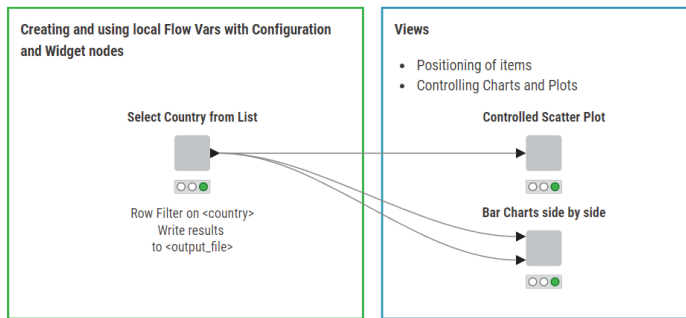 Creating and using local Flow Vars with Configuration
and Widget nodes
Select Country from List
Row Filter on <country>
Write results
to <output_file>
Views
• Positioning of items
• Controlling Charts and Plots
Controlled Scatter Plot
Bar Charts side by side